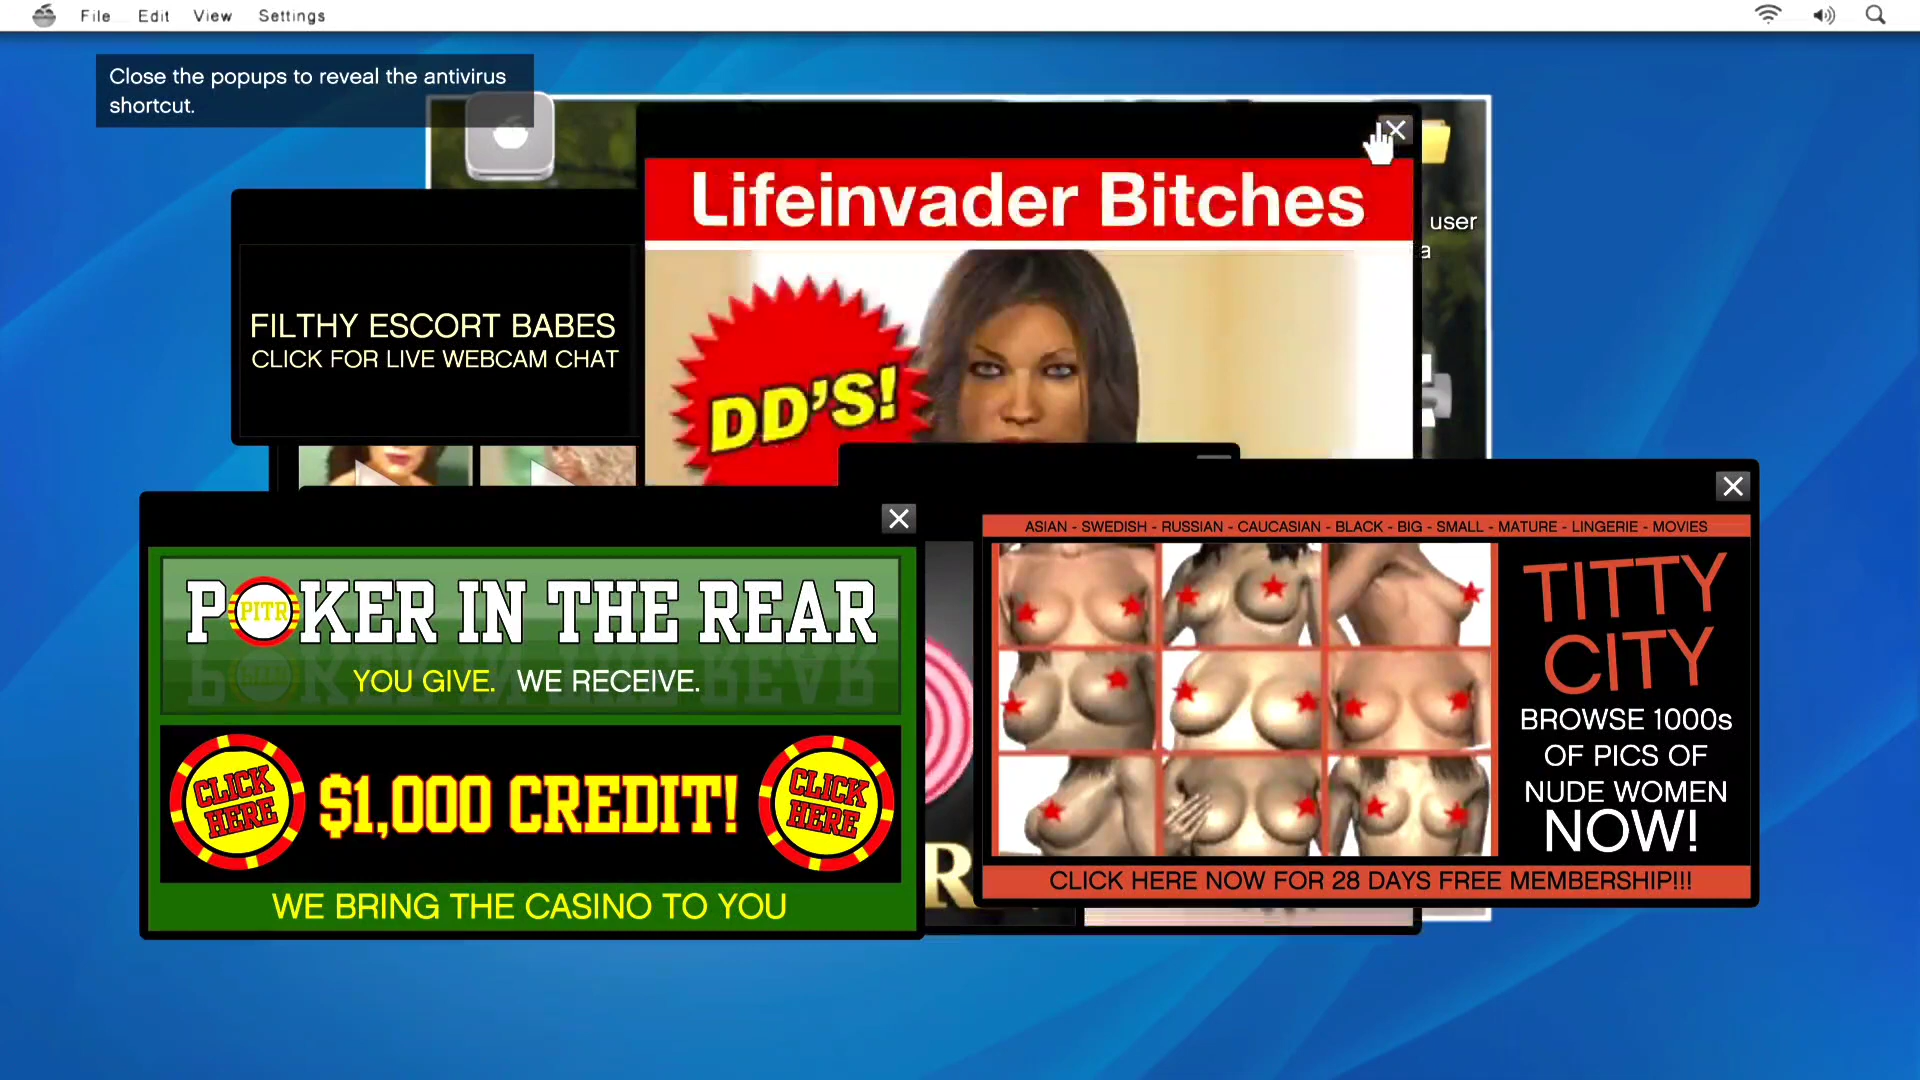 File Edit View Settings
Close the popups to reveal the antivirus
shortcut.
Lifeinvader Bitches
user
a
FILTHY ESCORT BABES
CLICK FOR LIVE WEBCAM CHAT
DD'S!
POKER IN THE REAR
PITR
YOU GIVE. WE RECEIVE.
CLICK
HERE
$1,000 CREDIT!
CLICK
HERE
WE BRING THE CASINO TO YOU
R
ASIAN - SWEDISH - RUSSIAN - CAUCASIAN - BLACK - BIG - SMALL - MATURE - LINGERIE - MOVIES
TITTY
CITY
BROWSE 1000s
OF PICS OF
NUDE WOMEN
NOW!
CLICK HERE NOW FOR 28 DAYS FREE MEMBERSHIP!!!